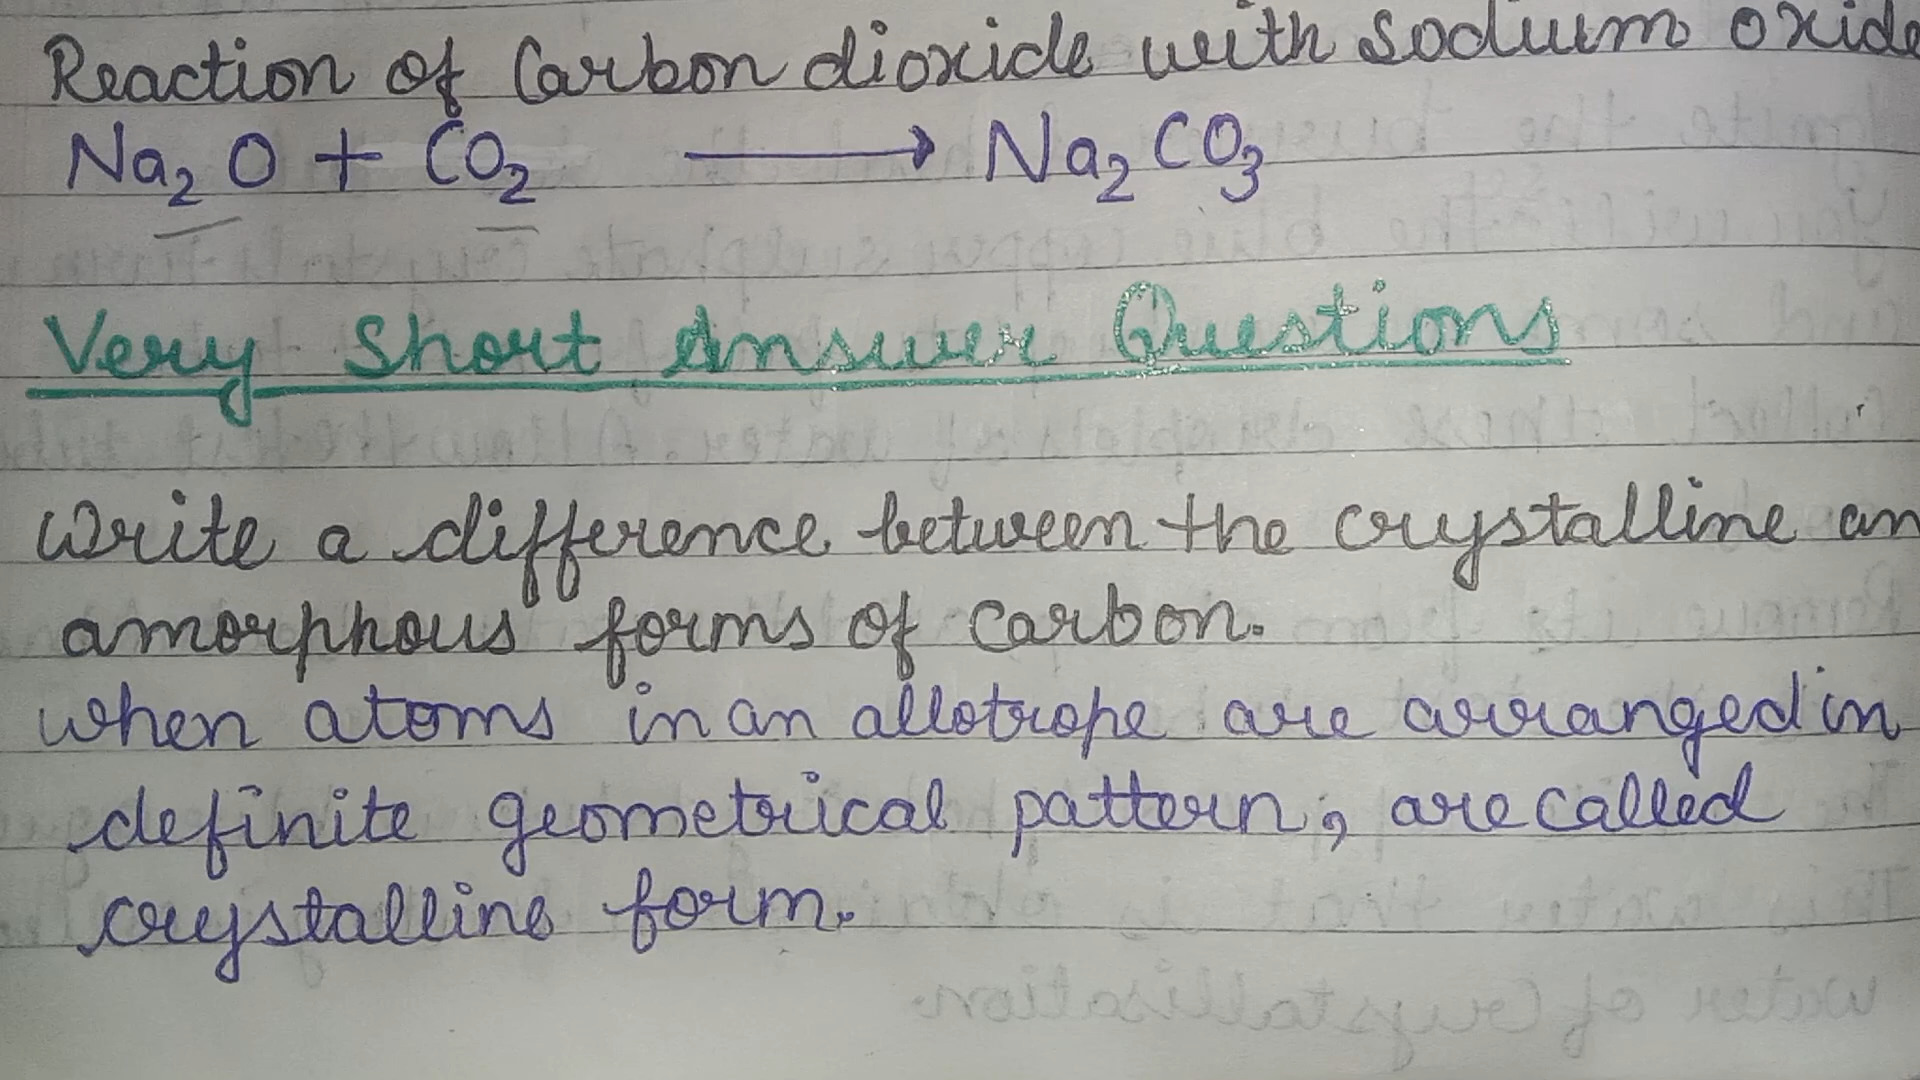 Reaction of Carbon dioxide with sodium oxide
Na₂O + CO₂ → Na₂CO₃
Very Short Answer Questions
Write a difference between the crystalline an
amorphous forms of carbon.
when atoms in an allotrope are arranged in
definite geometrical pattern, are called
crystalline form.